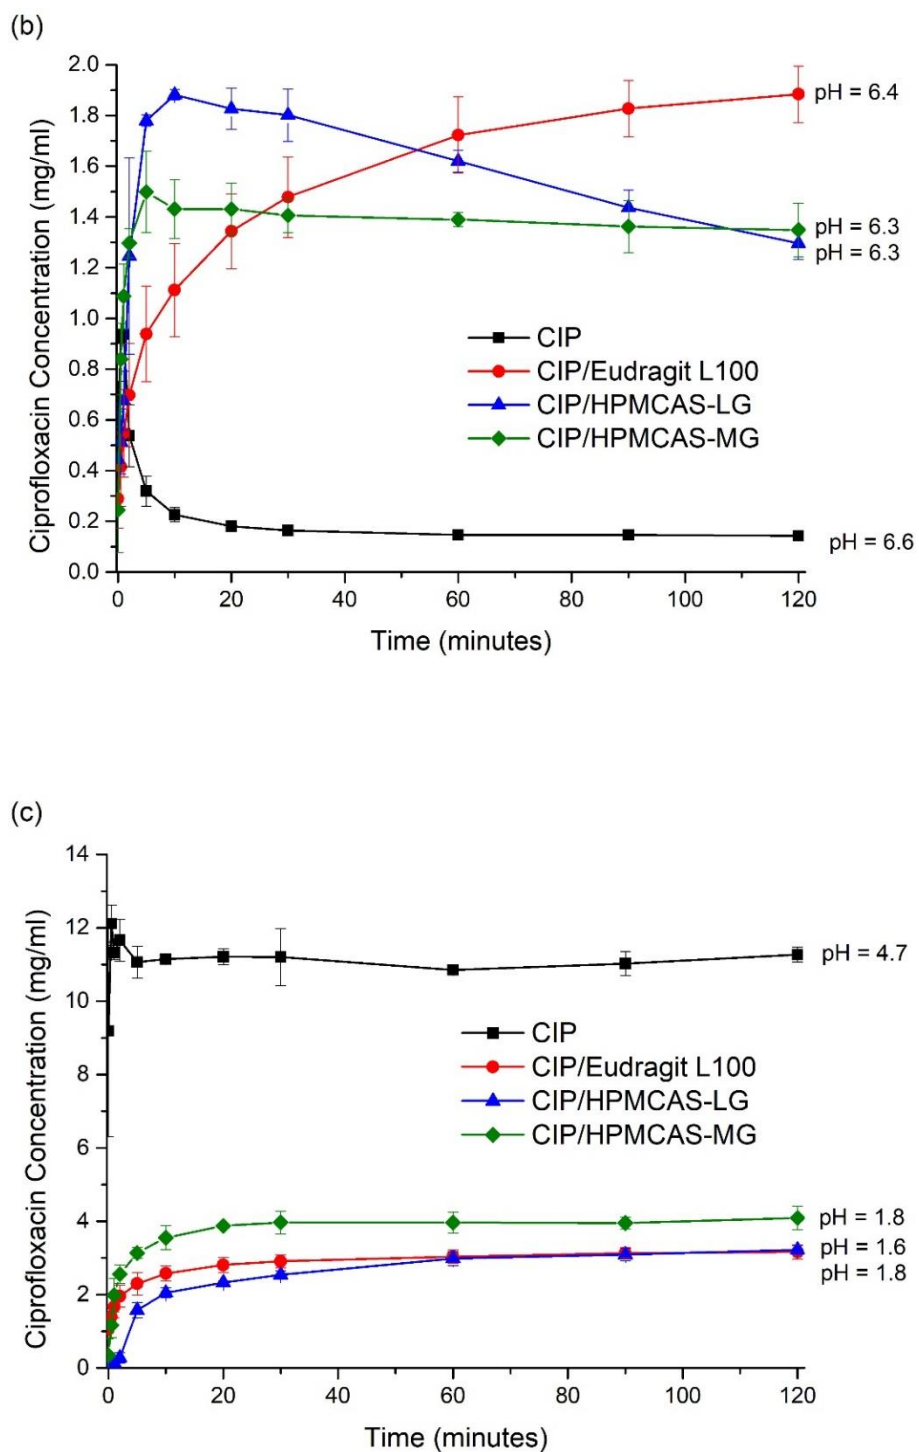 (b)
2.0
1.8
1.6
1.4
1.2
1.0
0.8
0.6
0.4
0.2
0.0
Ciprofloxacin Concentration (mg/ml)
pH = 6.4
pH = 6.3
pH = 6.3
pH = 6.6
CIP
CIP/Eudragit L100
CIP/HPMCAS-LG
CIP/HPMCAS-MG
0 20 40 60 80 100 120
Time (minutes)
(c)
14
12
10
8
6
4
2
0
Ciprofloxacin Concentration (mg/ml)
pH = 4.7
CIP
CIP/Eudragit L100
CIP/HPMCAS-LG
CIP/HPMCAS-MG
pH = 1.8
pH = 1.6
pH = 1.8
0 20 40 60 80 100 120
Time (minutes)